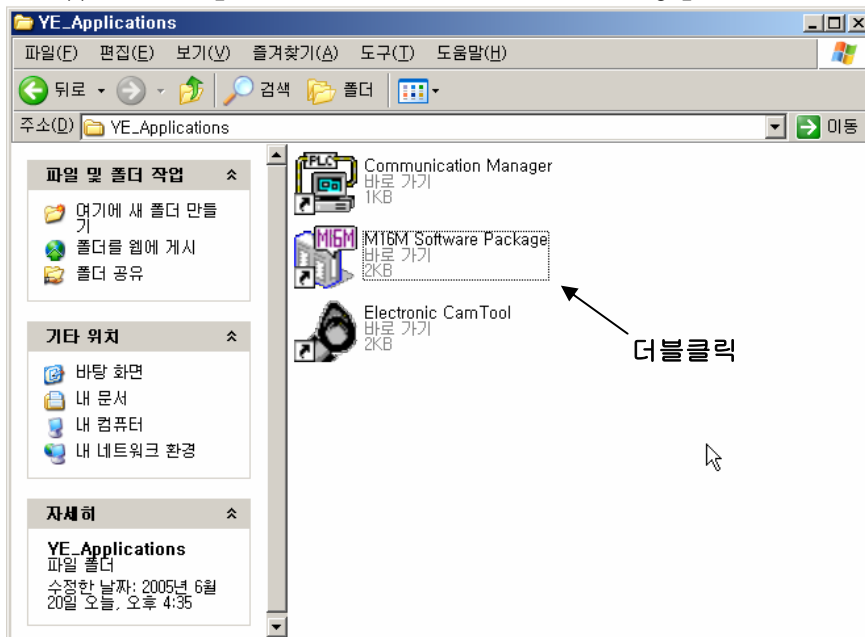 YE_Applications
파일(F) 편집(E) 보기(V) 즐겨찾기(A) 도구(T) 도움말(H)
뒤로 검색 폴더
주소(D) YE_Applications 이동
파일 및 폴더 작업
여기에 새 폴더 만들
기
폴더를 웹에 게시
폴더 공유
기타 위치
바탕 화면
내 문서
내 컴퓨터
내 네트워크 환경
자세히
YE_Applications
파일 폴더
수정한 날짜: 2005년 6월
20일 오늘, 오후 4:35
Communication Manager
바로 가기
1KB
M16M Software Package
바로 가기
2KB
Electronic CamTool
바로 가기
2KB
더블클릭